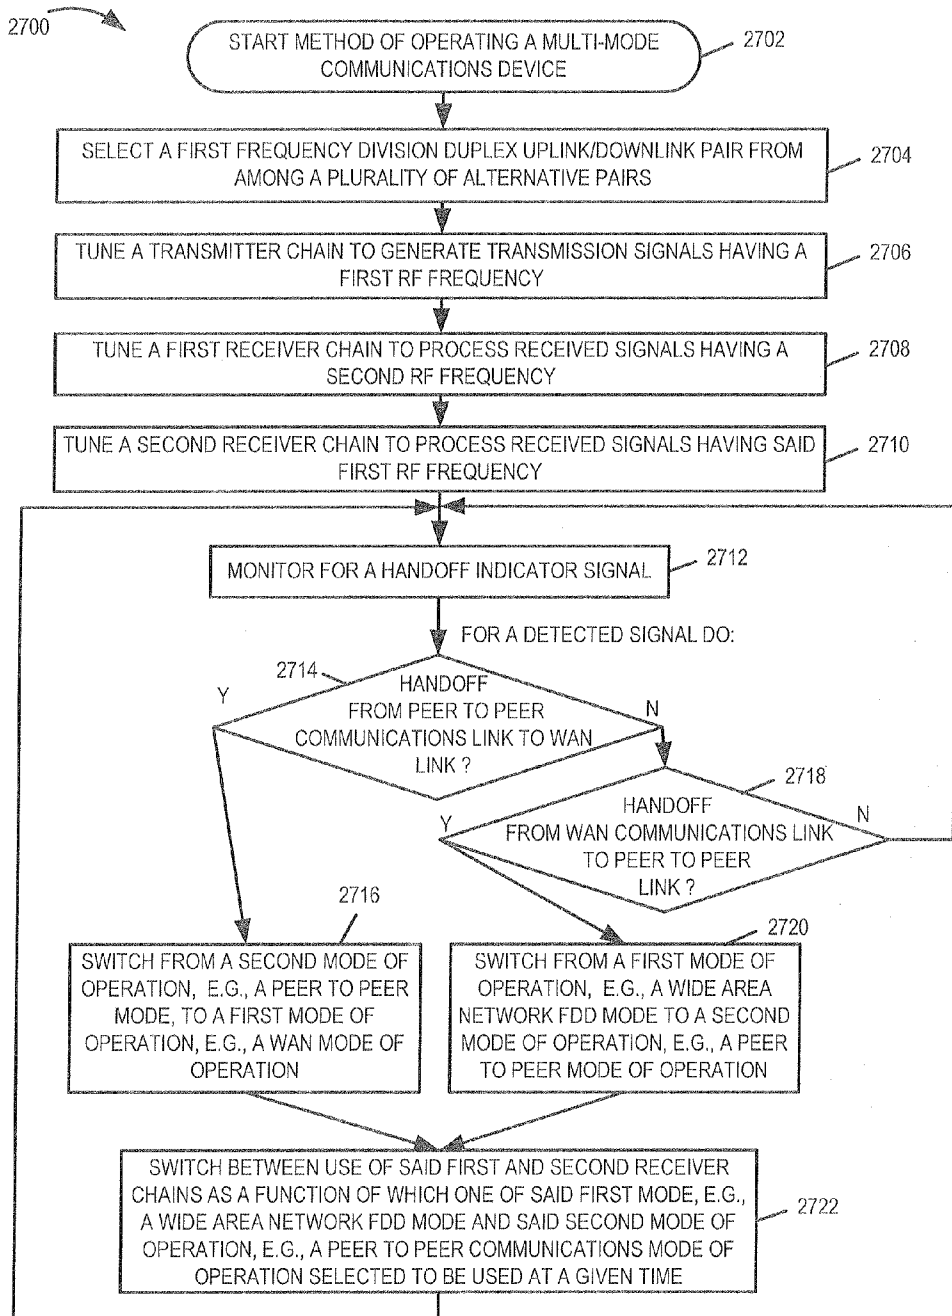 2700
START METHOD OF OPERATING A MULTI-MODE
COMMUNICATIONS DEVICE
2702
SELECT A FIRST FREQUENCY DIVISION DUPLEX UPLINK/DOWNLINK PAIR FROM
AMONG A PLURALITY OF ALTERNATIVE PAIRS
2704
TUNE A TRANSMITTER CHAIN TO GENERATE TRANSMISSION SIGNALS HAVING A
FIRST RF FREQUENCY
2706
TUNE A FIRST RECEIVER CHAIN TO PROCESS RECEIVED SIGNALS HAVING A
SECOND RF FREQUENCY
2708
TUNE A SECOND RECEIVER CHAIN TO PROCESS RECEIVED SIGNALS HAVING SAID
FIRST RF FREQUENCY
2710
MONITOR FOR A HANDOFF INDICATOR SIGNAL
2712
FOR A DETECTED SIGNAL DO:
2714
Y
HANDOFF
FROM PEER TO PEER
COMMUNICATIONS LINK TO WAN
LINK ?
N
2718
Y
HANDOFF
FROM WAN COMMUNICATIONS LINK
TO PEER TO PEER
LINK ?
N
2716
SWITCH FROM A SECOND MODE OF
OPERATION, E.G., A PEER TO PEER
MODE, TO A FIRST MODE OF
OPERATION, E.G., A WAN MODE OF
OPERATION
2720
SWITCH FROM A FIRST MODE OF
OPERATION, E.G., A WIDE AREA
NETWORK FDD MODE TO A SECOND
MODE OF OPERATION, E.G., A PEER
TO PEER MODE OF OPERATION
SWITCH BETWEEN USE OF SAID FIRST AND SECOND RECEIVER
CHAINS AS A FUNCTION OF WHICH ONE OF SAID FIRST MODE, E.G.,
A WIDE AREA NETWORK FDD MODE AND SAID SECOND MODE OF
OPERATION, E.G., A PEER TO PEER COMMUNICATIONS MODE OF
OPERATION SELECTED TO BE USED AT A GIVEN TIME
2722